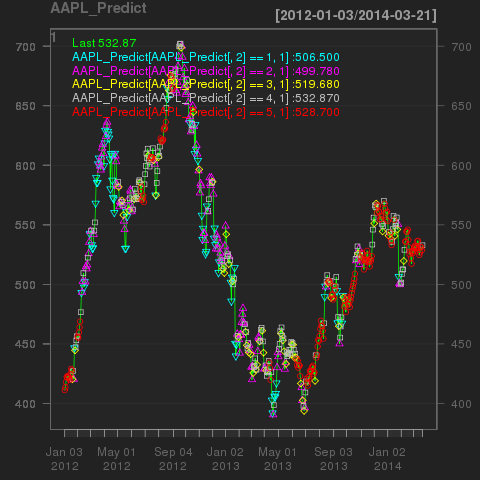 AAPL_Predict
[2012-01-03/2014-03-21]
1
Last 532.87
AAPL_Predict[AAPL_Predict[, 2] == 1, 1] :506.500
AAPL_Predict[AAPL_Predict[, 2] == 2, 1] :499.780
AAPL_Predict[AAPL_Predict[, 2] == 3, 1] :519.680
AAPL_Predict[AAPL_Predict[, 2] == 4, 1] :532.870
AAPL_Predict[AAPL_Predict[, 2] == 5, 1] :528.700
700 700
650 650
600 600
550 550
500 500
450 450
400 400
Jan 03 May 01 Sep 04 Jan 02 May 01 Sep 03 Jan 02
2012 2012 2012 2013 2013 2013 2014